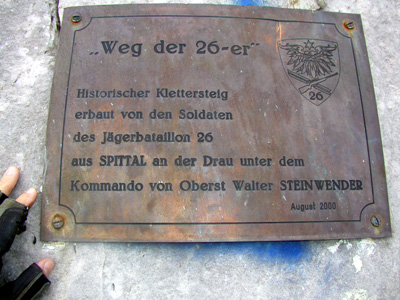 „Weg der 26-er"
26
Historischer Klettersteig
erbaut von den Soldaten
des Jägerbataillon 26
aus SPITTAL an der Drau unter dem
Kommando von Oberst Walter STEINWENDER
August 2000